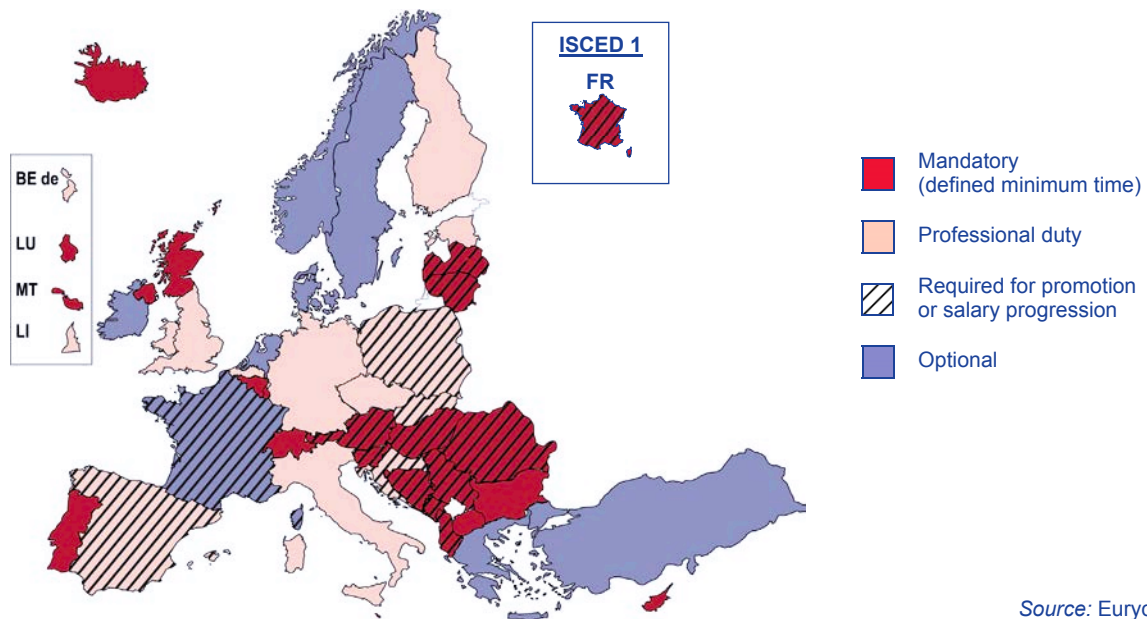 ISCED 1
FR
BE de
LU
MT
LI
Mandatory
(defined minimum time)
Professional duty
Required for promotion
or salary progression
Optional
Source: Euryd